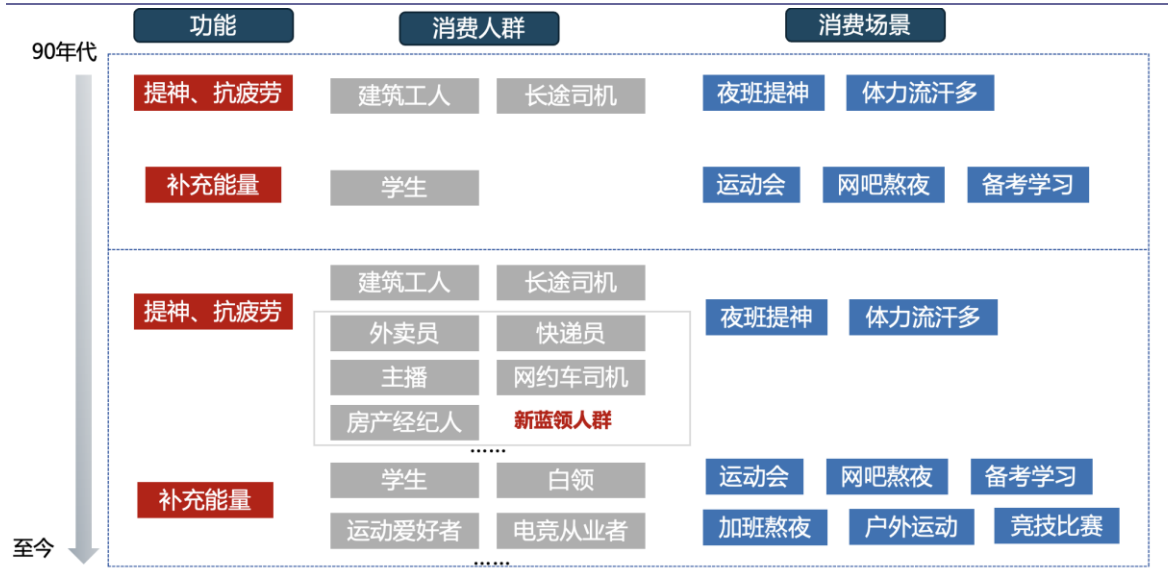 功能 消费人群 消费场景
90年代
提神、抗疲劳 建筑工人 长途司机 夜班提神 体力流汗多
补充能量 学生 运动会 网吧熬夜 备考学习
建筑工人 长途司机
提神、抗疲劳 夜班提神 体力流汗多
外卖员 快递员
主播 网约车司机
房产经纪人 新蓝领人群
……
学生 白领 运动会 网吧熬夜 备考学习
补充能量
运动爱好者 电竞从业者 加班熬夜 户外运动 竞技比赛
至今
……